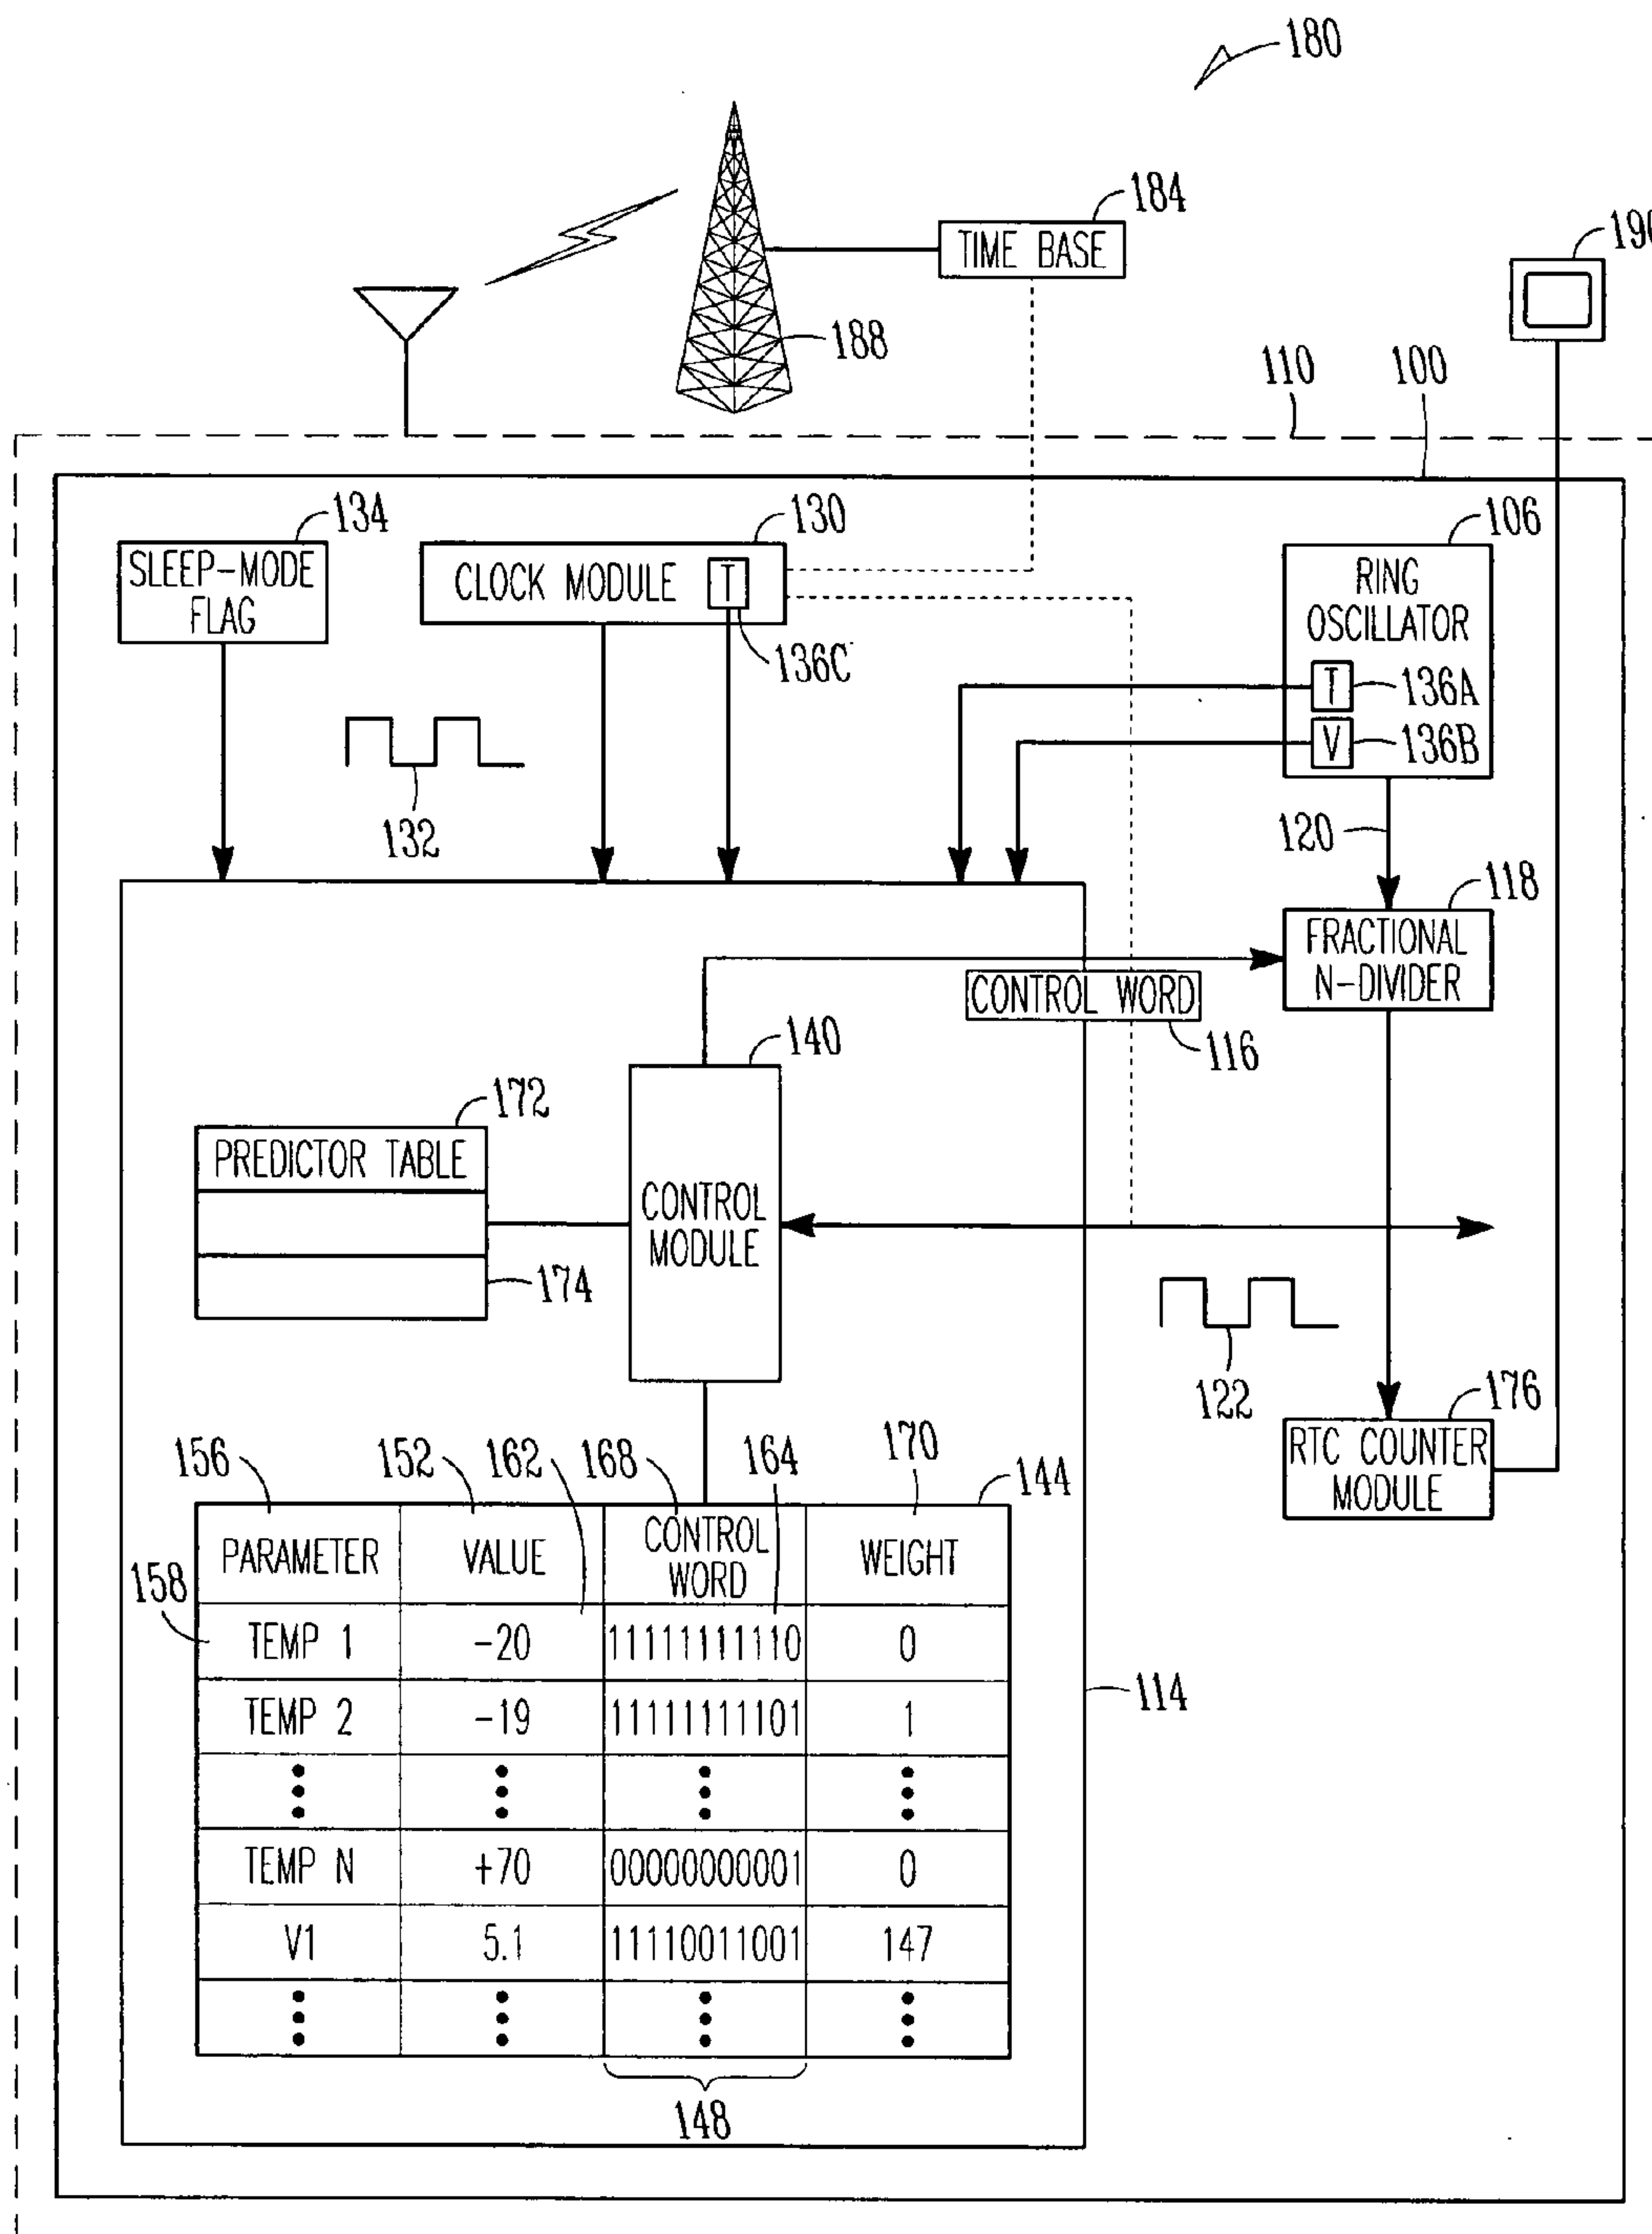 180
184
TIME BASE
190
188
110
100
134
130
106
SLEEP-MODE
FLAG
CLOCK MODULE
T
136C
RING
OSCILLATOR
T
136A
V
136B
132
120
118
FRACTIONAL
N-DIVIDER
CONTROL WORD
116
140
172
PREDICTOR TABLE
CONTROL
MODULE
174
122
176
RTC COUNTER
MODULE
156 152 162 168 164 170 144
PARAMETER VALUE CONTROL WORD WEIGHT
158
TEMP 1 -20 11111111110 0
TEMP 2 -19 11111111101 1
114
TEMP N +70 00000000001 0
V1 5.1 11110011001 147
148